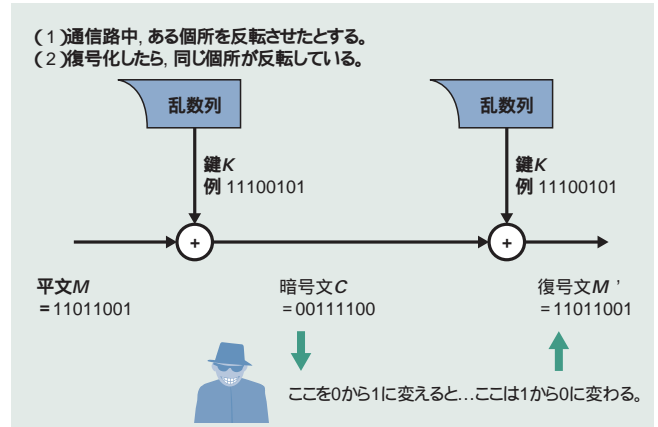 (1)通信路中, ある個所を反転させたとする。
(2)復号化したら, 同じ個所が反転している。
乱数列
乱数列
鍵K
例 11100101
鍵K
例 11100101
+
+
平文M
=11011001
暗号文C
=00111100
復号文M '
=11011001
ここを0から1に変えると…ここは1から0に変わる。